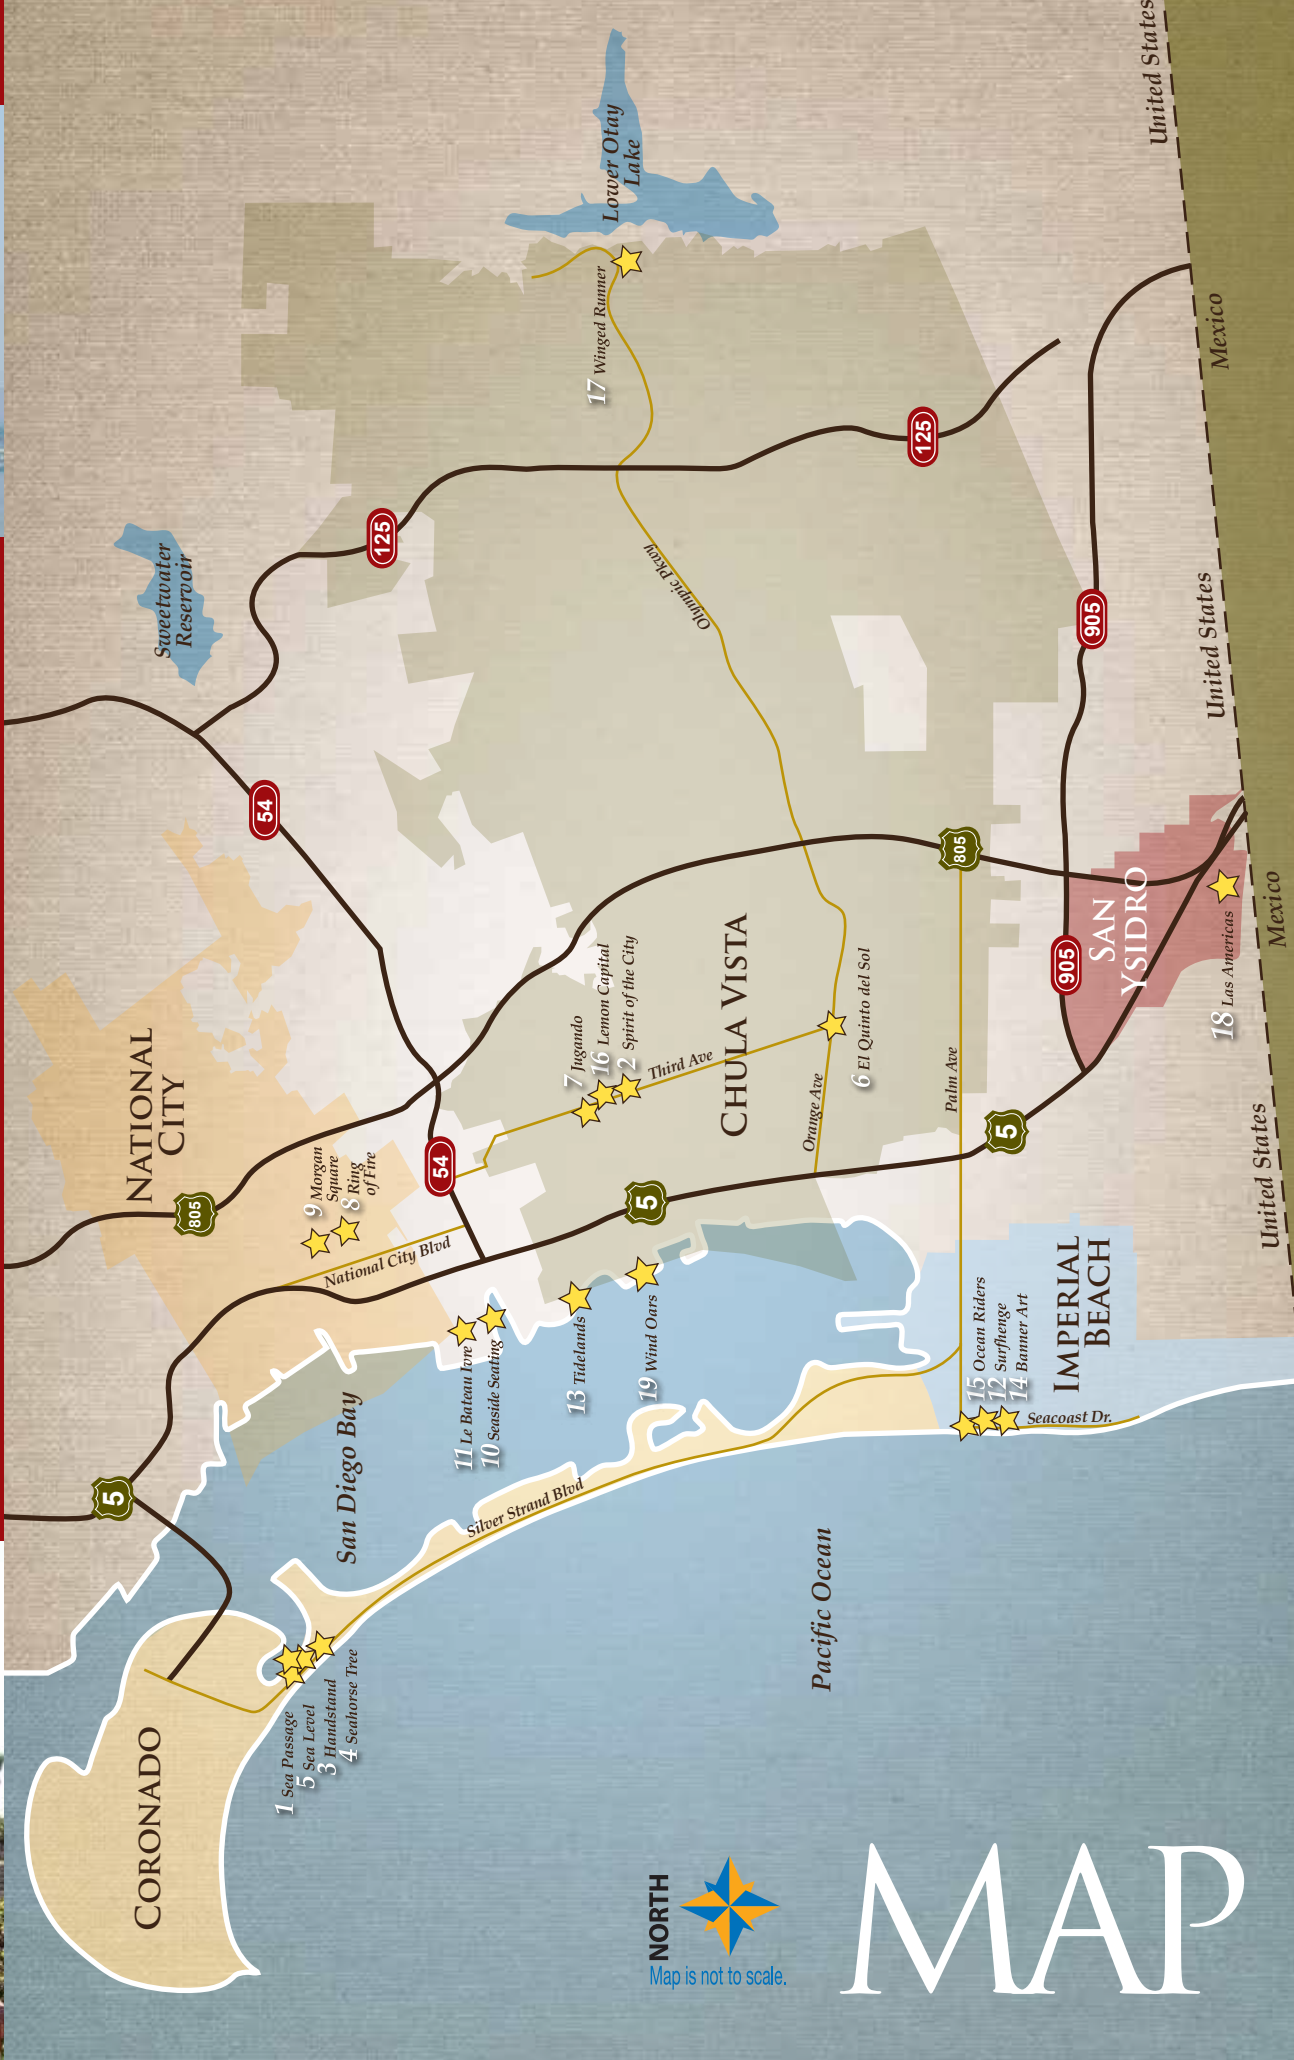 MAP
NORTH
Map is not to scale.
CORONADO
1 Sea Passage
5 Sea Level
3 Handstand
4 Seahorse Tree
San Diego Bay
Silver Strand Blvd
Pacific Ocean
5
NATIONAL
CITY
805
9 Morgan
Square
8 Ring
of Fire
National City Blvd
54
54
Sweetwater
Reservoir
125
125
11 Le Bateau Ivre
10 Seaside Seating
13 Tidelands
19 Wind Oars
5
7 Jugando
16 Lemon Capital
2 Spirit of the City
Third Ave
CHULA VISTA
Orange Ave
6 El Quinto del Sol
Olympic Pkwy
17 Winged Runner
Lower Otay
Lake
Palm Ave
805
5
15 Ocean Riders
12 Surfhenge
14 Banner Art
Seacoast Dr.
IMPERIAL
BEACH
905
905
SAN
YSIDRO
18 Las Americas
United States
Mexico
United States
Mexico
United States